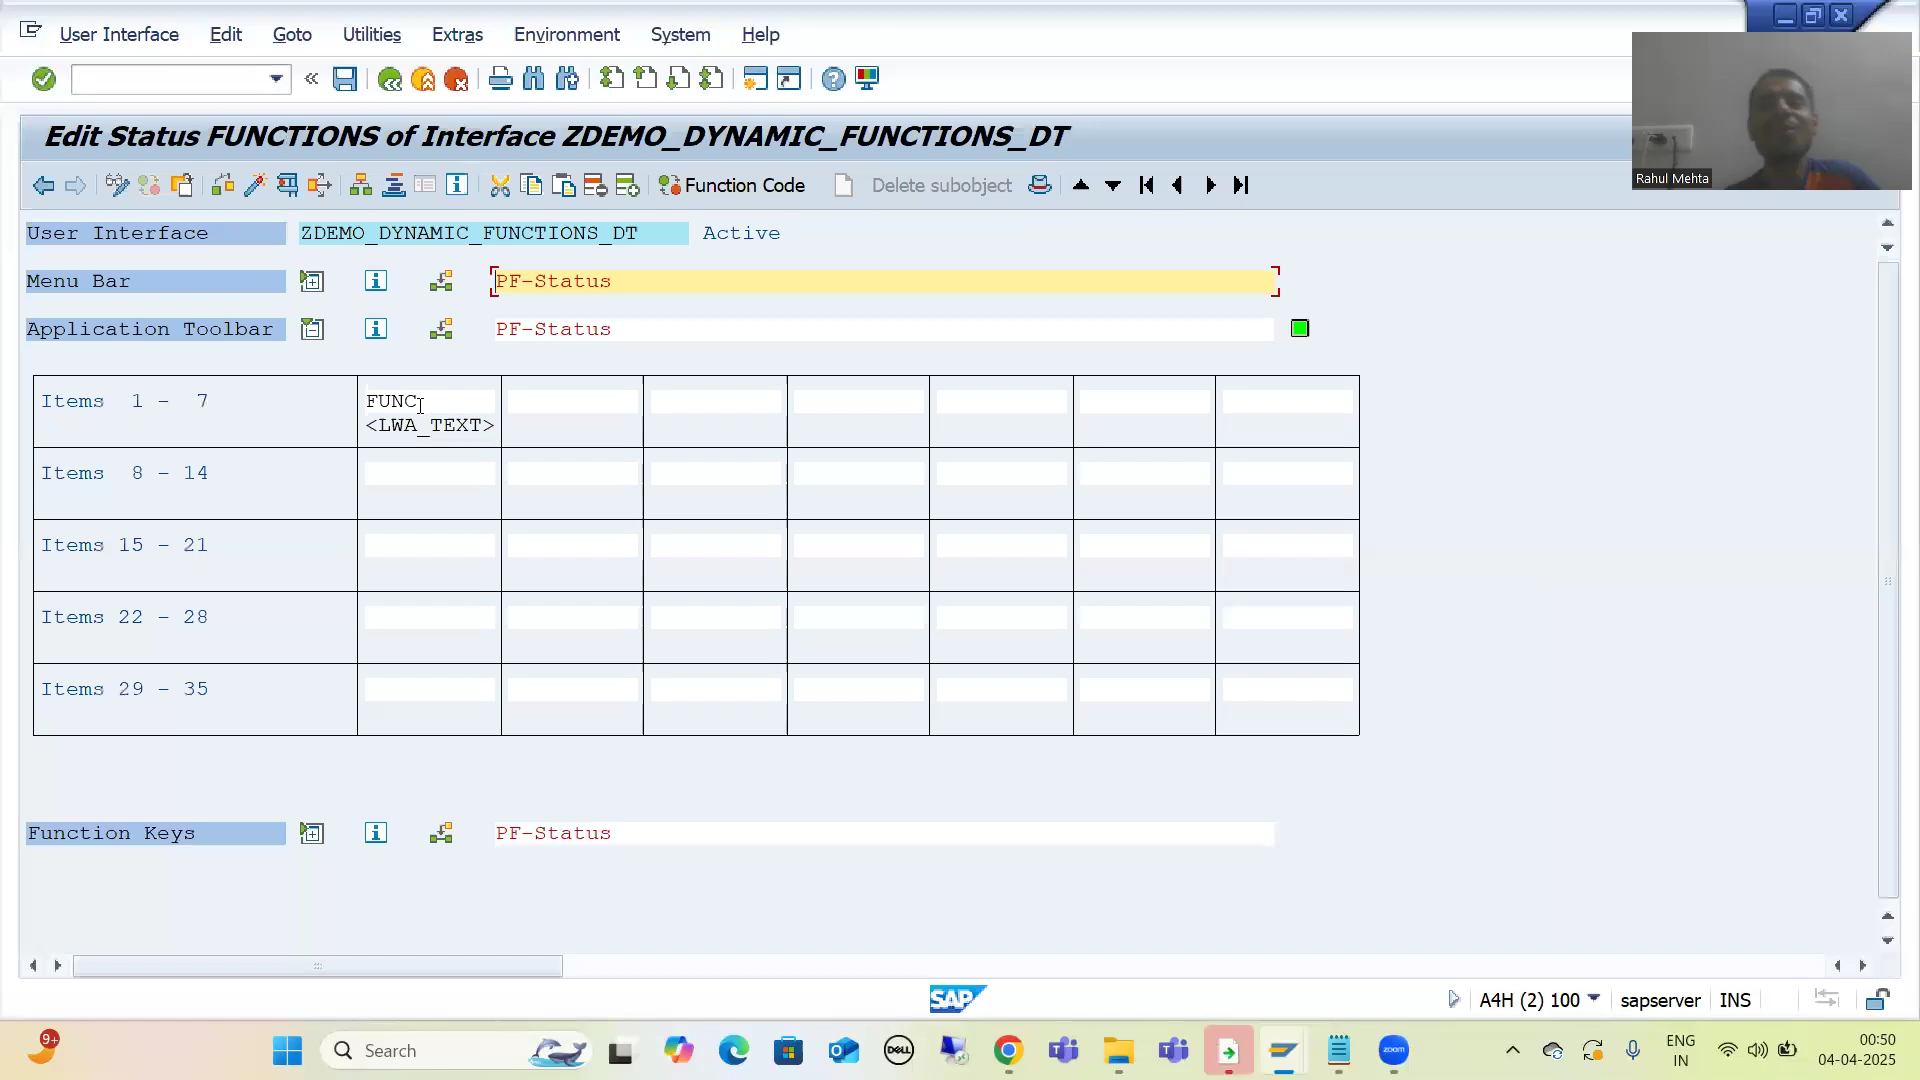 User Interface Edit Goto Utilities Extras Environment System Help
Edit Status FUNCTIONS of Interface ZDEMO_DYNAMIC_FUNCTIONS_DT
Function Code Delete subobject
Rahul Mehta
User Interface ZDEMO_DYNAMIC_FUNCTIONS_DT Active
Menu Bar PF-Status
Application Toolbar PF-Status
Items 1 - 7 FUNC
<LWA_TEXT>
Items 8 - 14
Items 15 - 21
Items 22 - 28
Items 29 - 35
Function Keys PF-Status
SAP A4H (2) 100 sapserver INS
9+ Search DELL zoom ENG 00:50
IN 04-04-2025